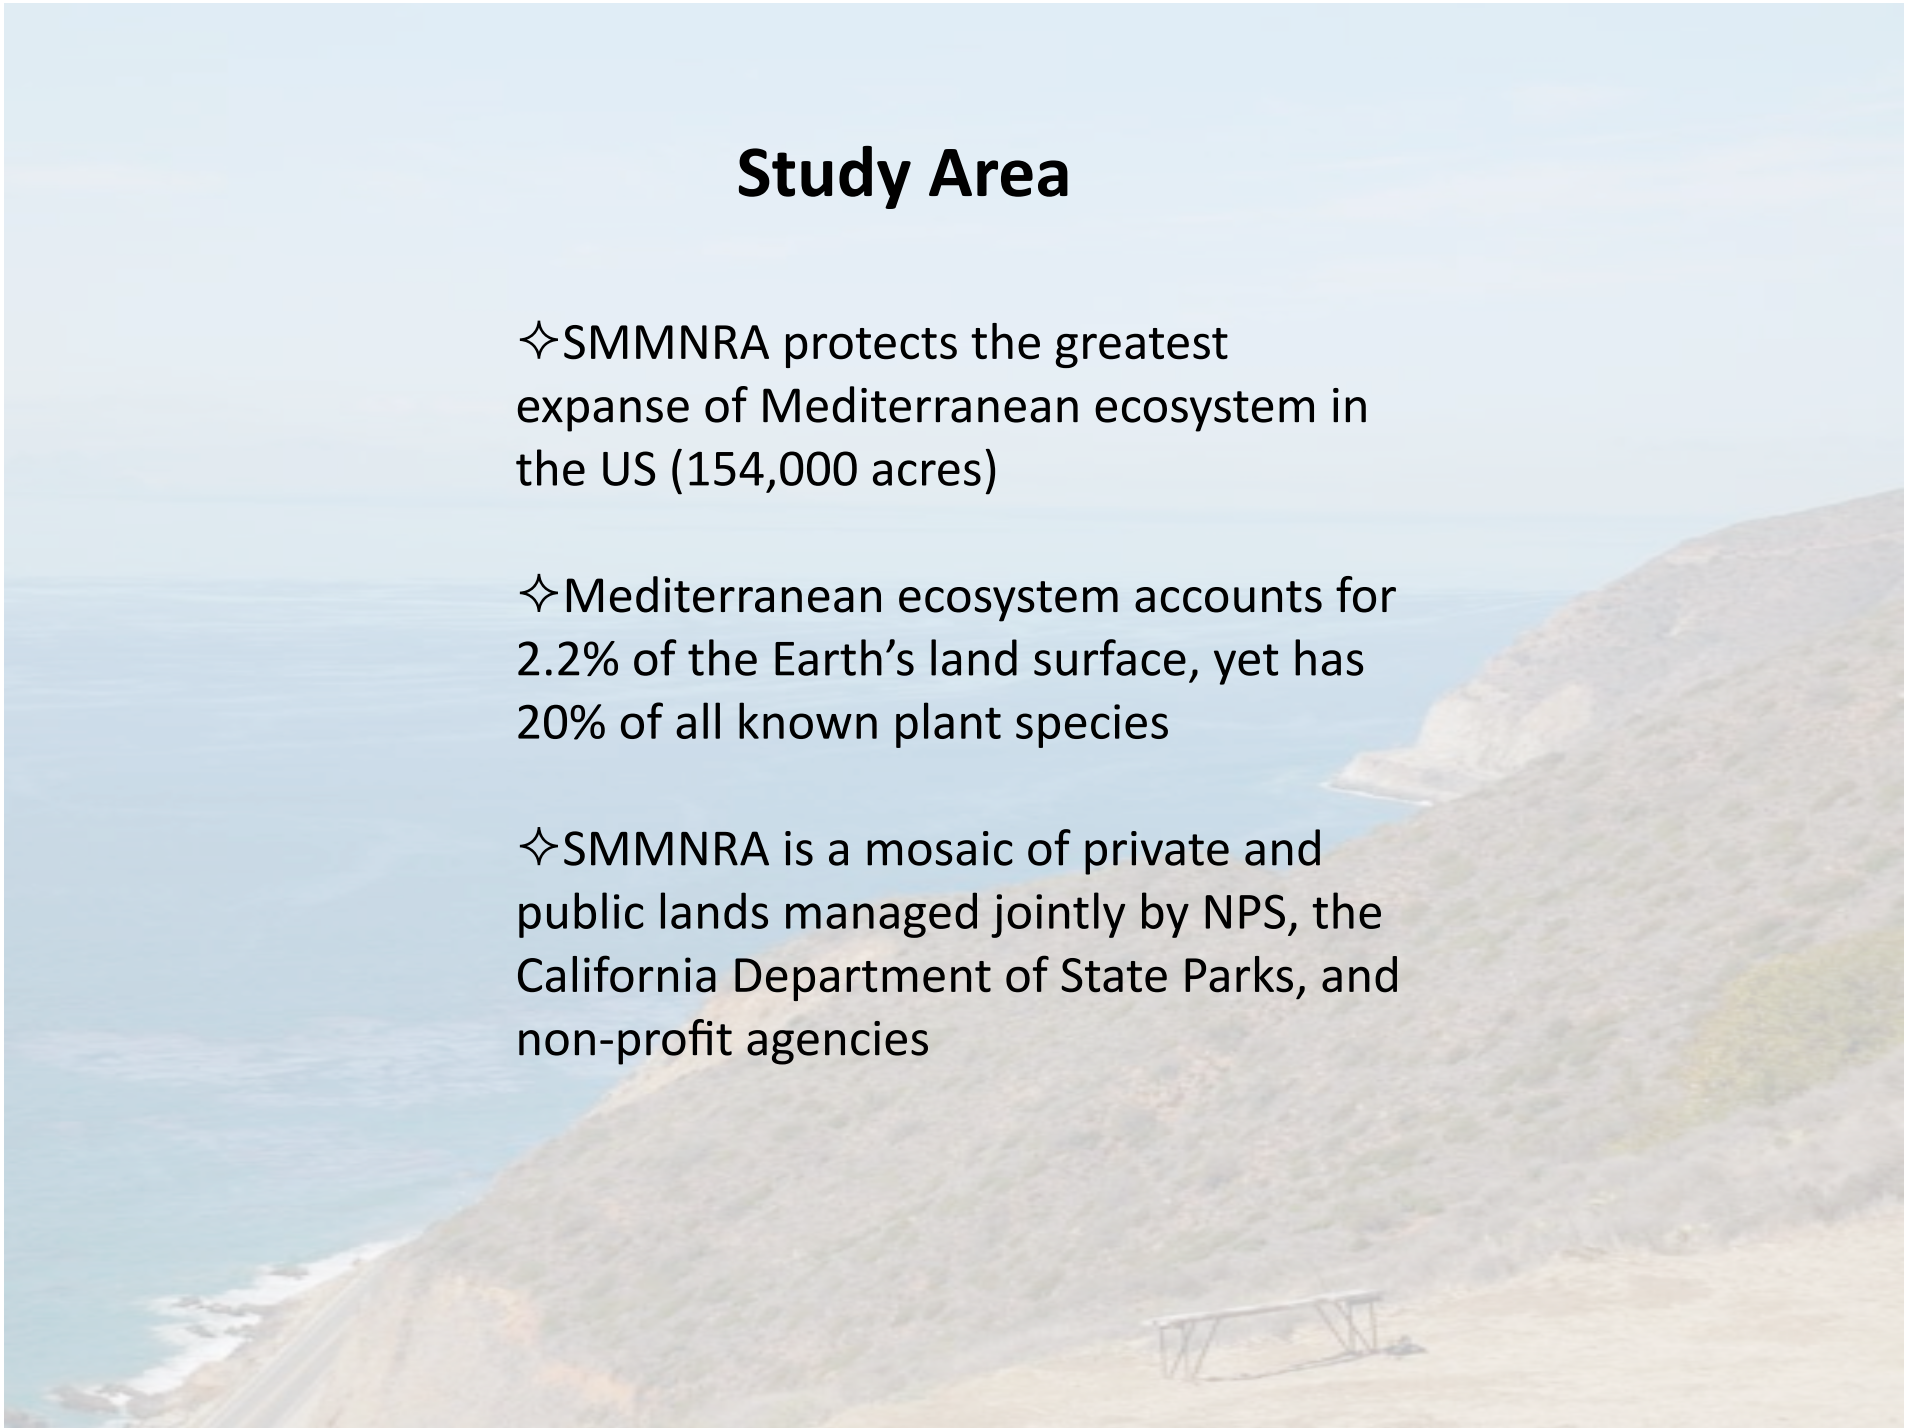 Study Area
✧SMMNRA protects the greatest
expanse of Mediterranean ecosystem in
the US (154,000 acres)
✧Mediterranean ecosystem accounts for
2.2% of the Earth’s land surface, yet has
20% of all known plant species
✧SMMNRA is a mosaic of private and
public lands managed jointly by NPS, the
California Department of State Parks, and
non-profit agencies